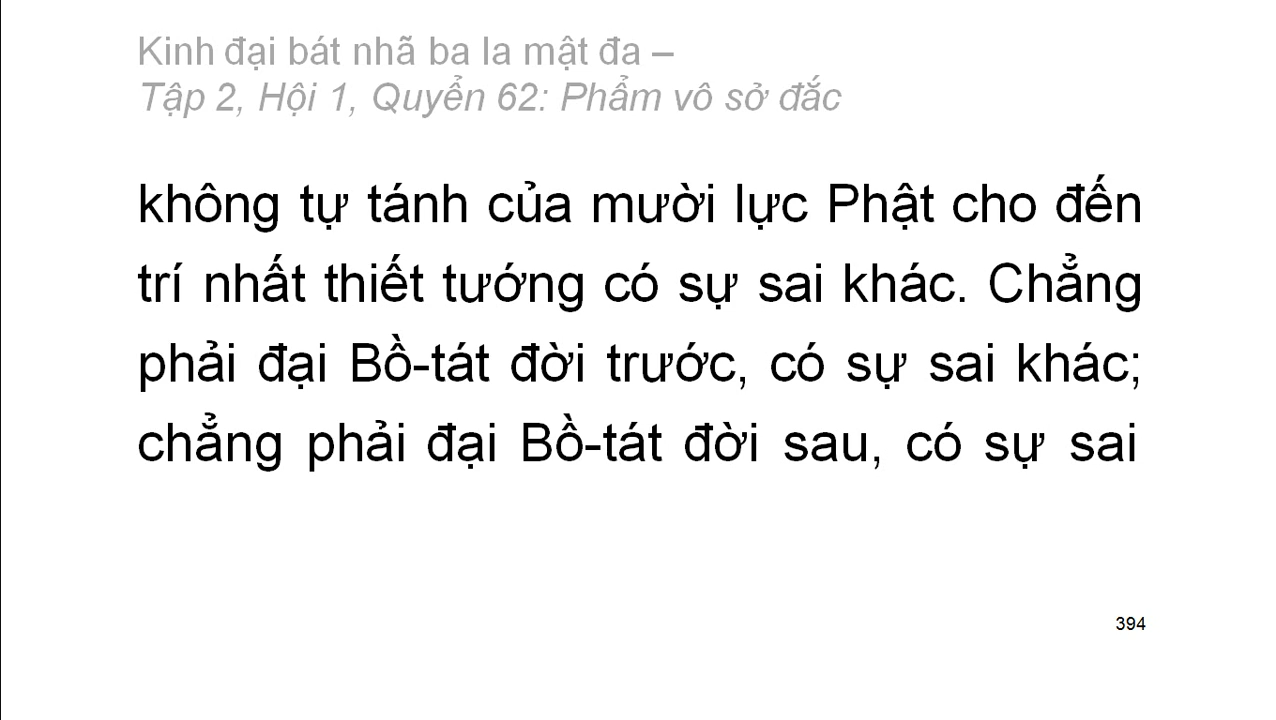 Kinh đại bát nhã ba la mật đa –
Tập 2, Hội 1, Quyển 62: Phẩm vô sở đắc
không tự tánh của mười lực Phật cho đến
trí nhất thiết tướng có sự sai khác. Chẳng
phải đại Bồ-tát đời trước, có sự sai khác;
chẳng phải đại Bồ-tát đời sau, có sự sai
394